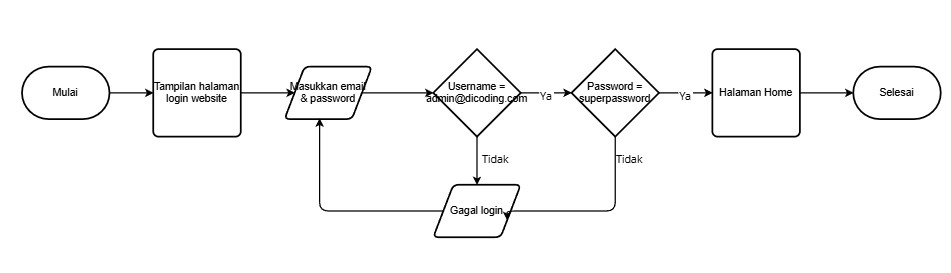 Mulai
Tampilan halaman
login website
Masukkan email
& password
Username =
admin@dicoding.com
Ya
Password =
superpassword
Ya
Halaman Home
Selesai
Tidak
Tidak
Gagal login